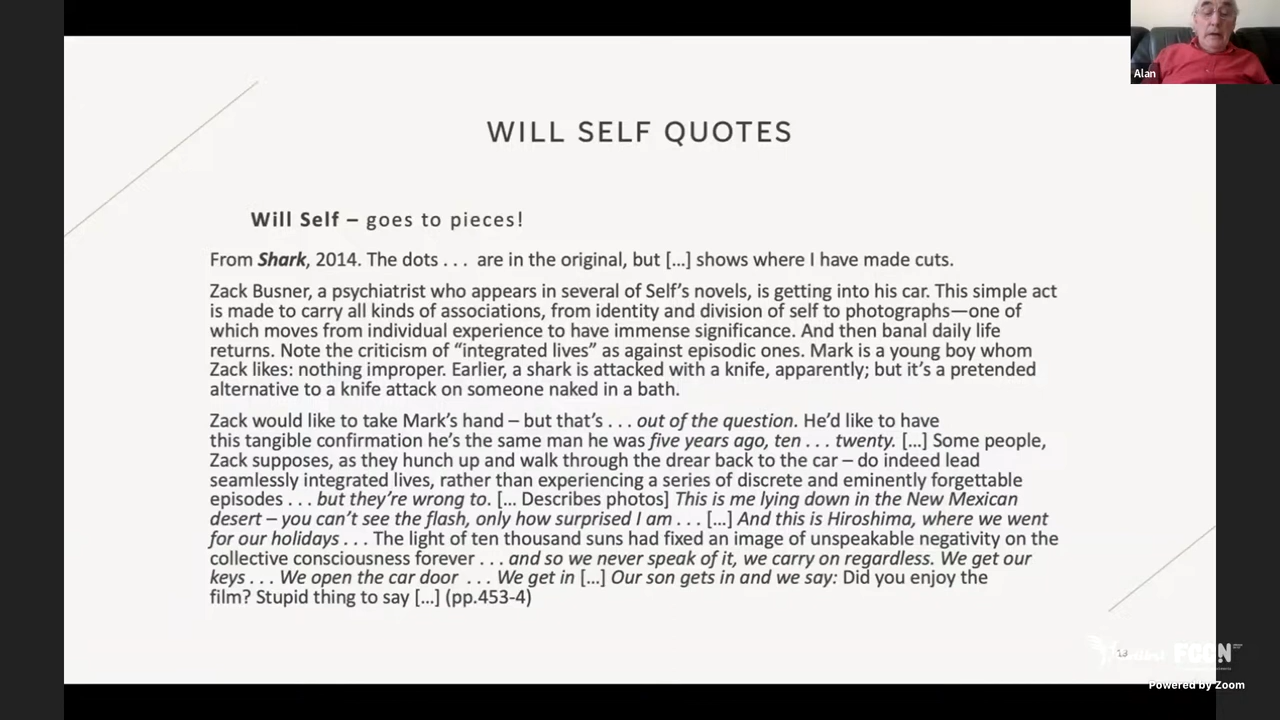 Alan
WILL SELF QUOTES
Will Self – goes to pieces!
From Shark, 2014. The dots . . . are in the original, but [...] shows where I have made cuts.
Zack Busner, a psychiatrist who appears in several of Self's novels, is getting into his car. This simple act
is made to carry all kinds of associations, from identity and division of self to photographs—one of
which moves from individual experience to have immense significance. And then banal daily life
returns. Note the criticism of "integrated lives" as against episodic ones. Mark is a young boy whom
Zack likes: nothing improper. Earlier, a shark is attacked with a knife, apparently; but it's a pretended
alternative to a knife attack on someone naked in a bath.
Zack would like to take Mark's hand – but that's . . . out of the question. He'd like to have
this tangible confirmation he's the same man he was five years ago, ten . . . twenty. [...] Some people,
Zack supposes, as they hunch up and walk through the drear back to the car – do indeed lead
seamlessly integrated lives, rather than experiencing a series of discrete and eminently forgettable
episodes . . . but they're wrong to. [... Describes photos] This is me lying down in the New Mexican
desert – you can't see the flash, only how surprised I am . . . [...] And this is Hiroshima, where we went
for our holidays . . . The light of ten thousand suns had fixed an image of unspeakable negativity on the
collective consciousness forever . . . and so we never speak of it, we carry on regardless. We get our
keys . . . We open the car door . . . We get in [...] Our son gets in and we say: Did you enjoy the
film? Stupid thing to say [...] (pp.453-4)
FCCN
Powered by Zoom